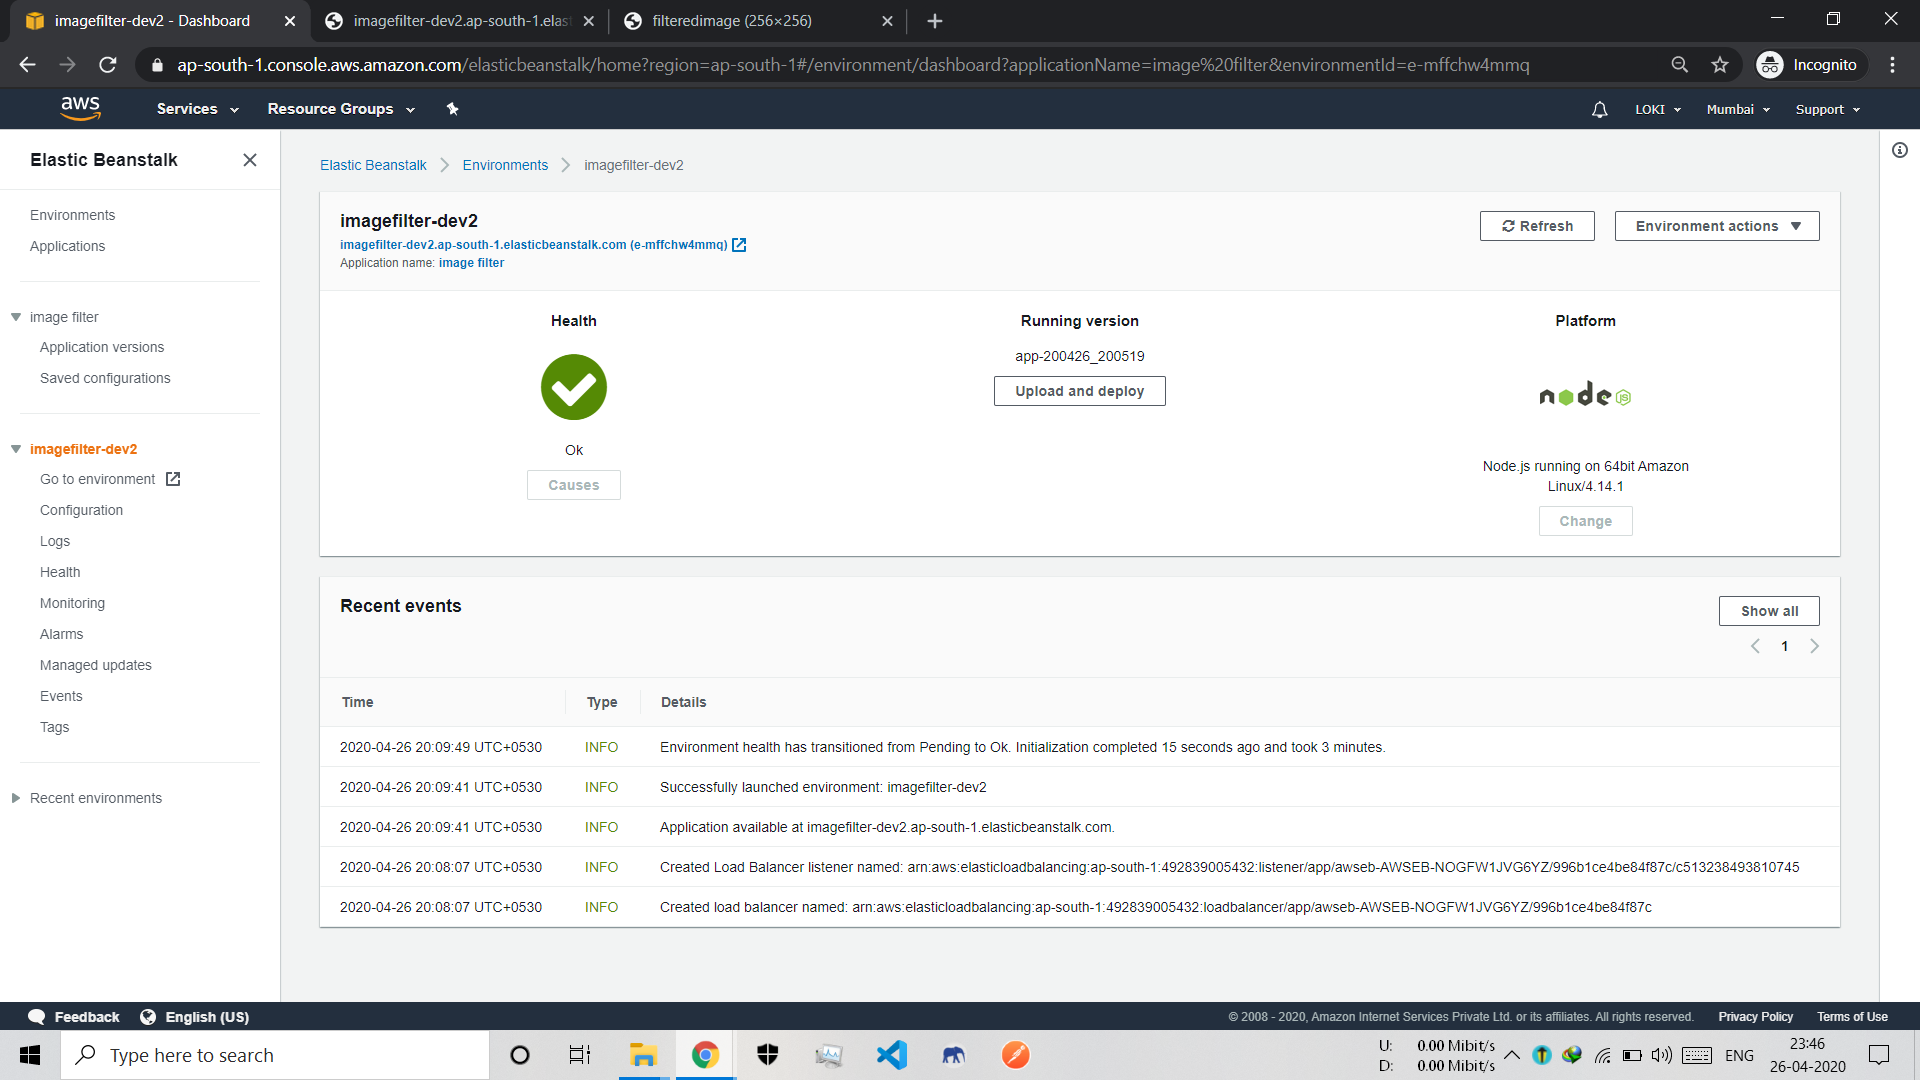 imagefilter-dev2 - Dashboard
imagefilter-dev2.ap-south-1.elast
filteredimage (256×256)
ap-south-1.console.aws.amazon.com/elasticbeanstalk/home?region=ap-south-1#/environment/dashboard?applicationName=image%20filter&environmentId=e-mffchw4mmq
Incognito
aws
Services
Resource Groups
LOKI
Mumbai
Support
Elastic Beanstalk
Environments
Applications
image filter
Application versions
Saved configurations
imagefilter-dev2
Go to environment
Configuration
Logs
Health
Monitoring
Alarms
Managed updates
Events
Tags
Recent environments
Elastic Beanstalk
Environments
imagefilter-dev2
imagefilter-dev2
imagefilter-dev2.ap-south-1.elasticbeanstalk.com (e-mffchw4mmq)
Application name: image filter
Refresh
Environment actions
Health
Ok
Causes
Running version
app-200426_200519
Upload and deploy
Platform
node JS
Node.js running on 64bit Amazon
Linux/4.14.1
Change
Recent events
Show all
1
Time Type Details
2020-04-26 20:09:49 UTC+0530 INFO Environment health has transitioned from Pending to Ok. Initialization completed 15 seconds ago and took 3 minutes.
2020-04-26 20:09:41 UTC+0530 INFO Successfully launched environment: imagefilter-dev2
2020-04-26 20:09:41 UTC+0530 INFO Application available at imagefilter-dev2.ap-south-1.elasticbeanstalk.com.
2020-04-26 20:08:07 UTC+0530 INFO Created Load Balancer listener named: arn:aws:elasticloadbalancing:ap-south-1:492839005432:listener/app/awseb-AWSEB-NOGFW1JVG6YZ/996b1ce4be84f87c/c513238493810745
2020-04-26 20:08:07 UTC+0530 INFO Created load balancer named: arn:aws:elasticloadbalancing:ap-south-1:492839005432:loadbalancer/app/awseb-AWSEB-NOGFW1JVG6YZ/996b1ce4be84f87c
Feedback
English (US)
© 2008 - 2020, Amazon Internet Services Private Ltd. or its affiliates. All rights reserved.
Privacy Policy
Terms of Use
Type here to search
U: 0.00 Mibit/s
D: 0.00 Mibit/s
ENG
23:46
26-04-2020